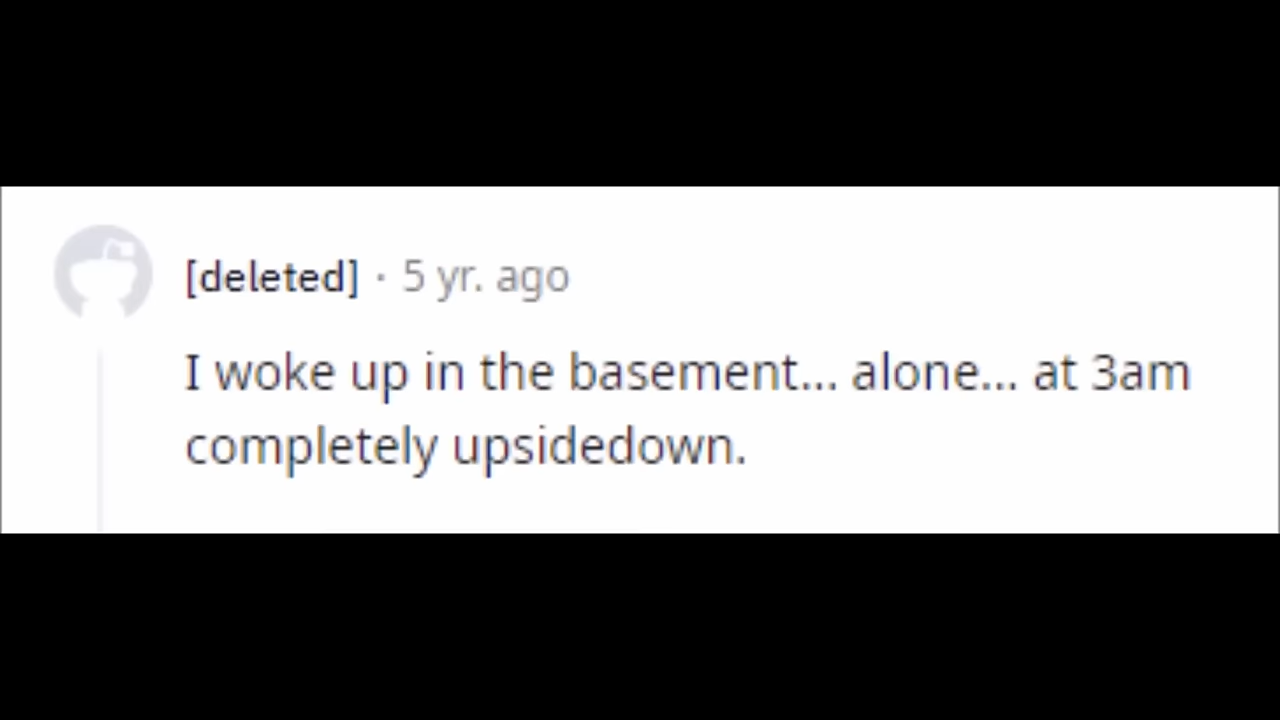 [deleted] · 5 yr. ago
I woke up in the basement... alone... at 3am
completely upsidedown.